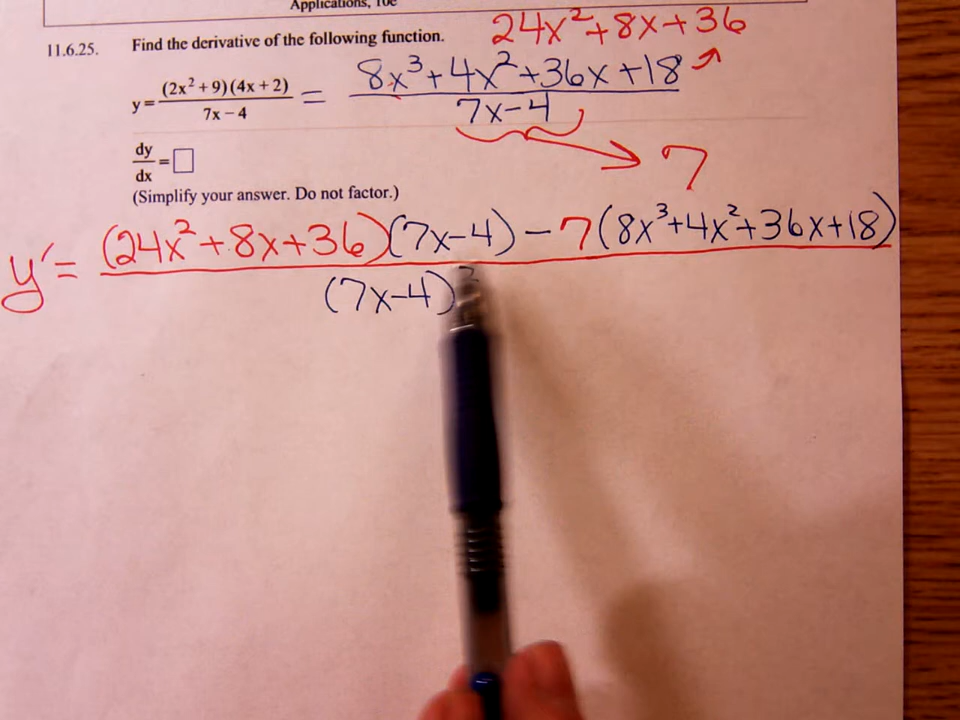 Applications, 10e
11.6.25. Find the derivative of the following function.
24x²+8x+36
y = (2x² + 9)(4x + 2) / 7x − 4 = 8x³+4x²+36x+18 / 7x−4
7
dy/dx = □
(Simplify your answer. Do not factor.)
y′ = (24x²+8x+36)(7x−4) − 7(8x³+4x²+36x+18)
(7x−4)²